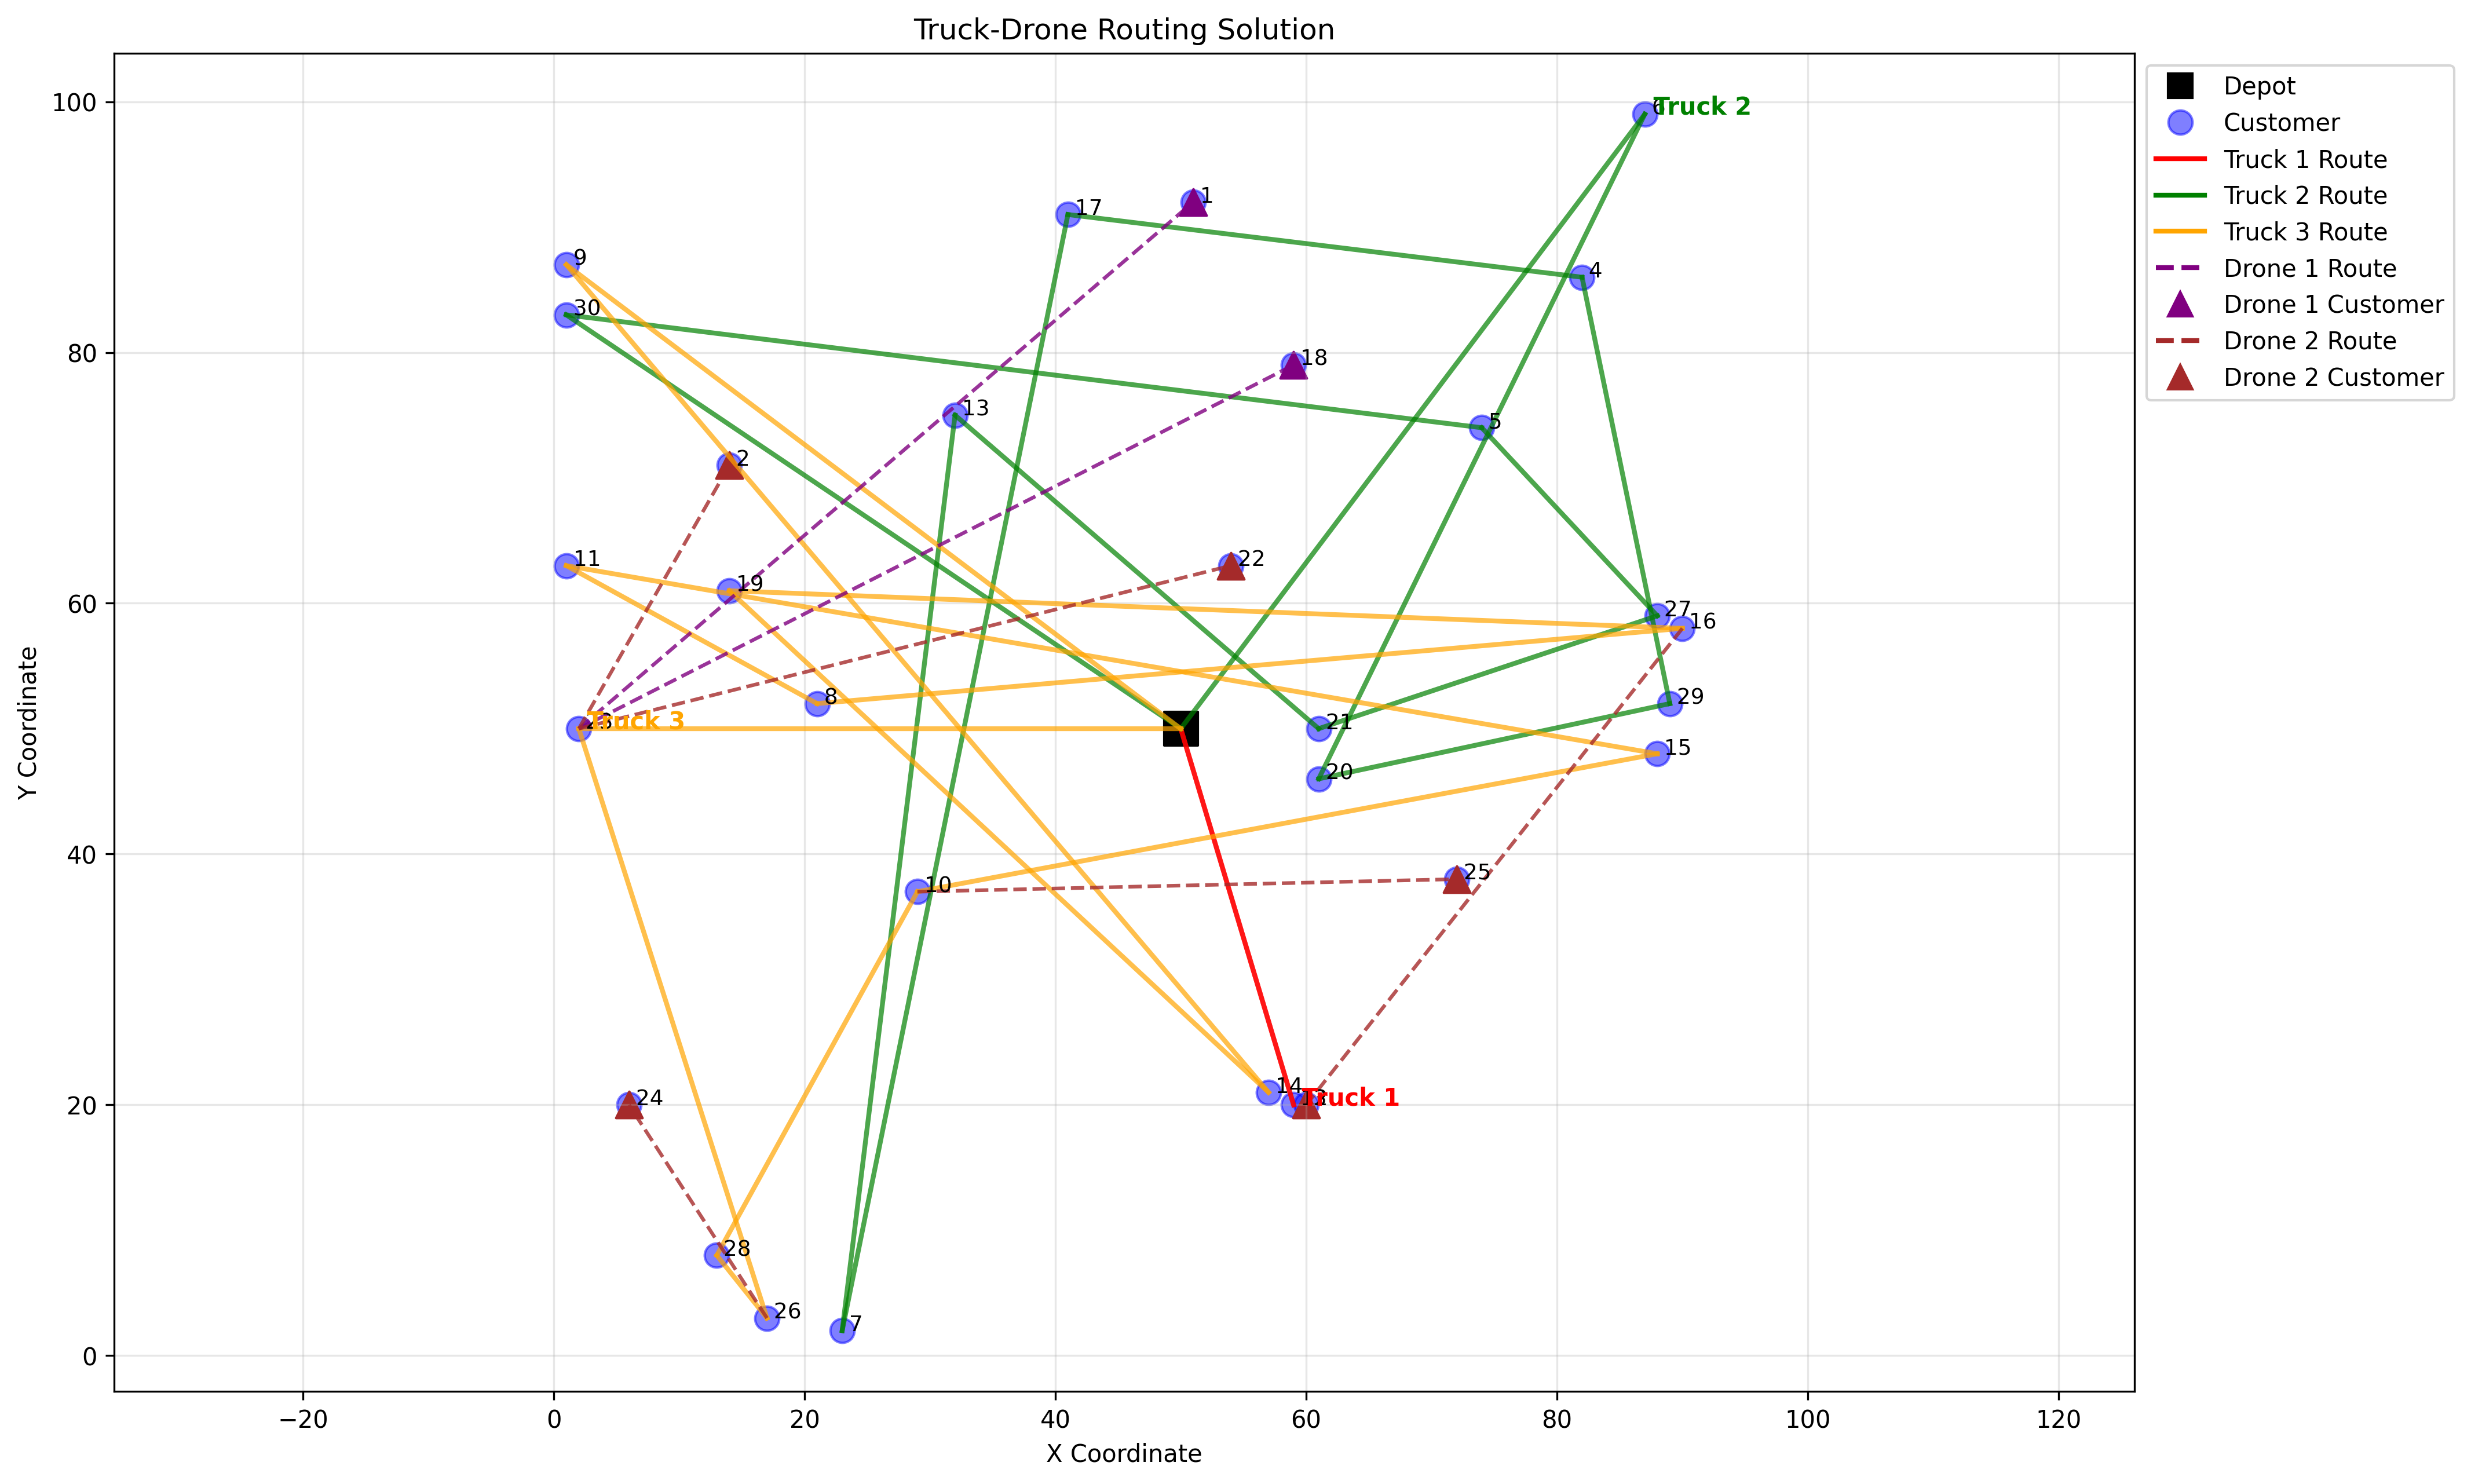 Truck-Drone Routing Solution
Y Coordinate
X Coordinate
100
80
60
40
20
0
−20
0
20
40
60
80
100
120
Depot
Customer
Truck 1 Route
Truck 2 Route
Truck 3 Route
Drone 1 Route
Drone 1 Customer
Drone 2 Route
Drone 2 Customer
6
Truck 2
1
17
9
4
30
18
13
5
2
11
22
19
27
16
8
29
Truck 3
21
15
20
10
25
14
24
Truck 1
28
26
7